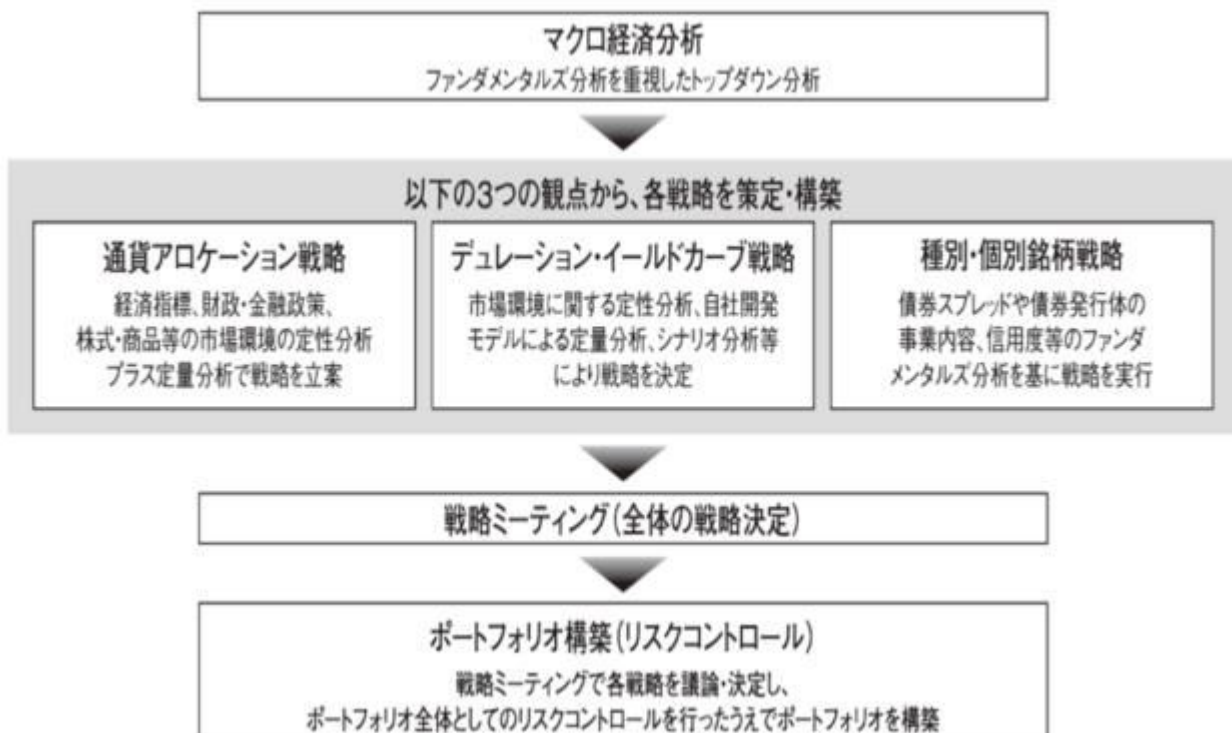 マクロ経済分析
ファンダメンタルズ分析を重視したトップダウン分析
以下の3つの観点から、各戦略を策定・構築
通貨アロケーション戦略
経済指標、財政・金融政策、
株式・商品等の市場環境の定性分析
プラス定量分析で戦略を立案
デュレーション・イールドカーブ戦略
市場環境に関する定性分析、自社開発
モデルによる定量分析、シナリオ分析等
により戦略を決定
種別・個別銘柄戦略
債券スプレッドや債券発行体の
事業内容、信用度等のファンダ
メンタルズ分析を基に戦略を実行
戦略ミーティング(全体の戦略決定)
ポートフォリオ構築(リスクコントロール)
戦略ミーティングで各戦略を議論・決定し、
ポートフォリオ全体としてのリスクコントロールを行ったうえでポートフォリオを構築